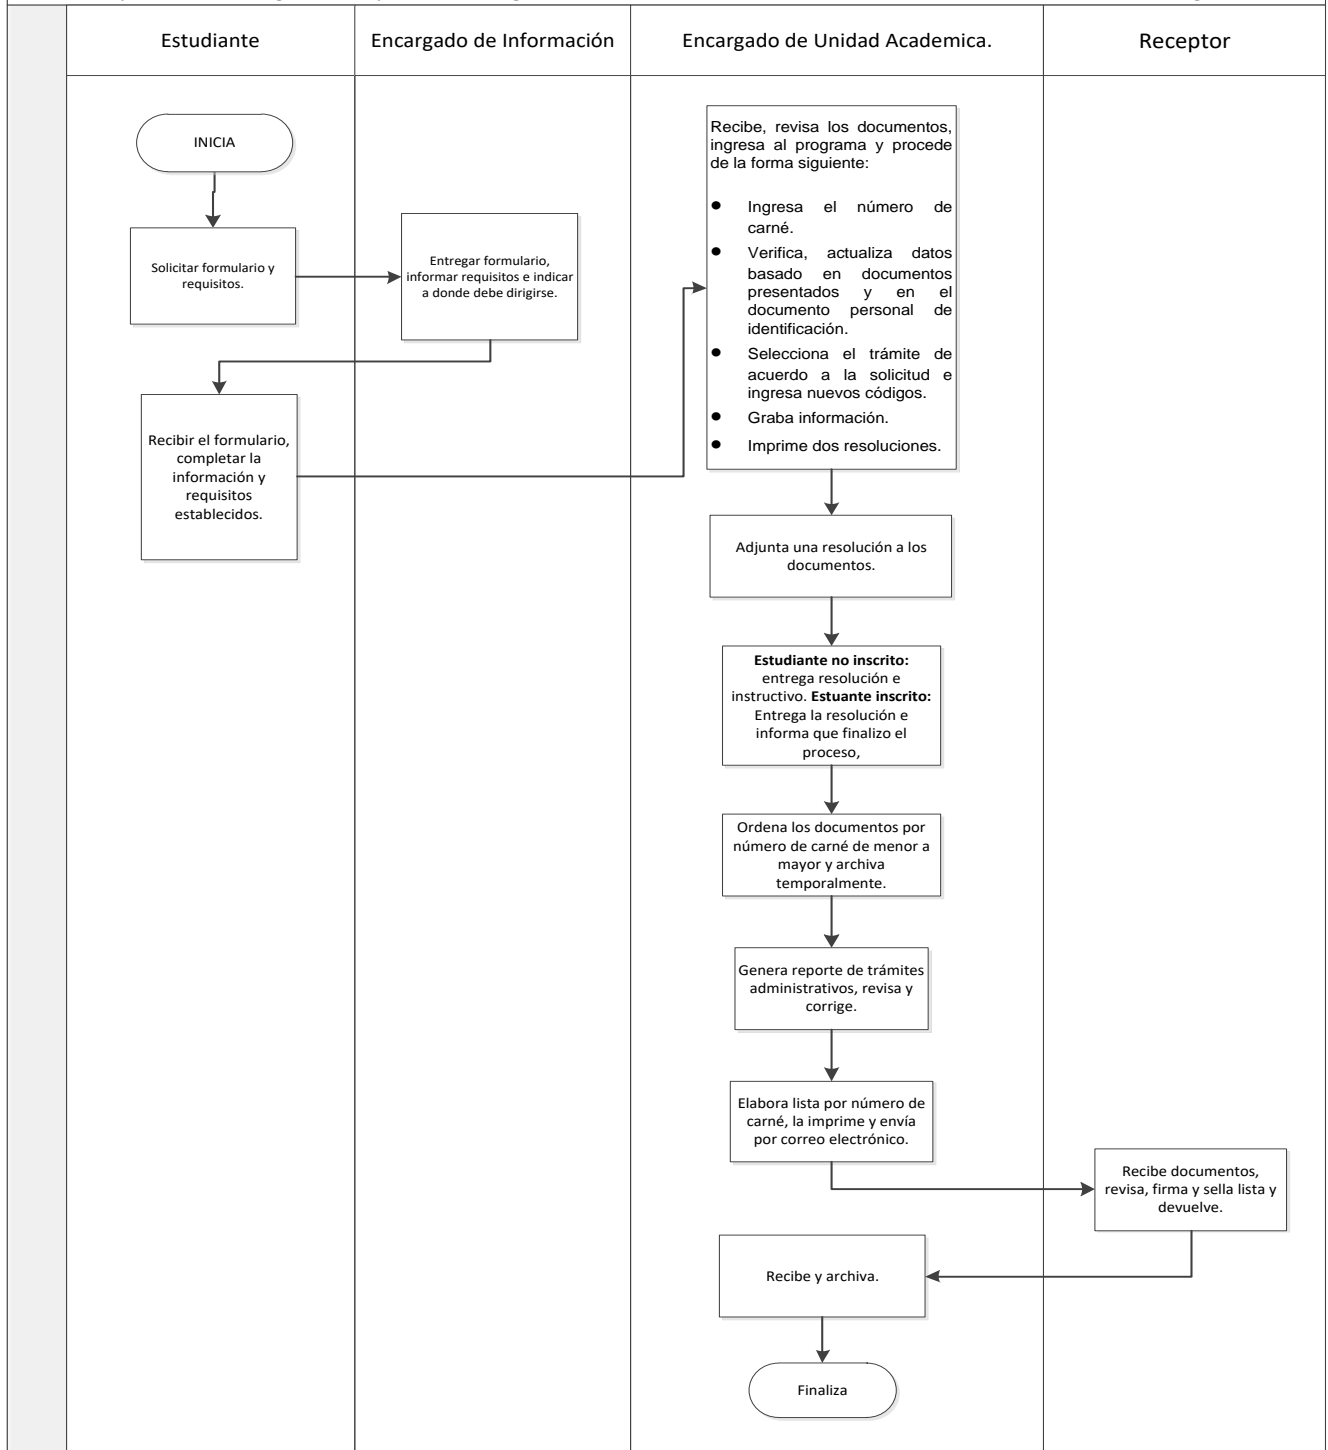 Estudiante
Encargado de Información
Encargado de Unidad Academica.
Receptor
INICIA
Solicitar formulario y
requisitos.
Entregar formulario,
informar requisitos e indicar
a donde debe dirigirse.
Recibir el formulario,
completar la
información y
requisitos
establecidos.
Recibe, revisa los documentos,
ingresa al programa y procede
de la forma siguiente:
● Ingresa el número de
carné.
● Verifica, actualiza datos
basado en documentos
presentados y en el
documento personal de
identificación.
● Selecciona el trámite de
acuerdo a la solicitud e
ingresa nuevos códigos.
● Graba información.
● Imprime dos resoluciones.
Adjunta una resolución a los
documentos.
Estudiante no inscrito:
entrega resolución e
instructivo. Estuante inscrito:
Entrega la resolución e
informa que finalizo el
proceso,
Ordena los documentos por
número de carné de menor a
mayor y archiva
temporalmente.
Genera reporte de trámites
administrativos, revisa y
corrige.
Elabora lista por número de
carné, la imprime y envía
por correo electrónico.
Recibe documentos,
revisa, firma y sella lista y
devuelve.
Recibe y archiva.
Finaliza